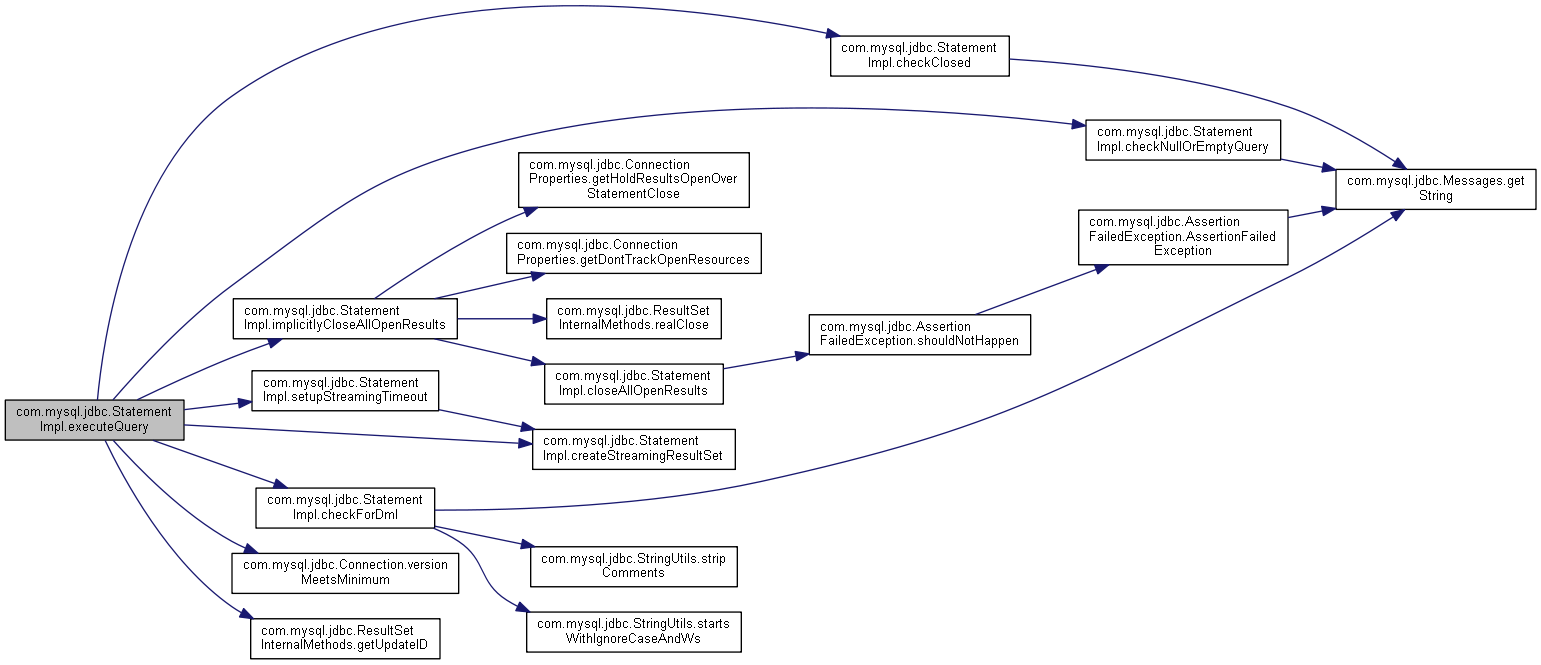 com.mysql.jdbc.Statement
Impl.checkClosed
com.mysql.jdbc.Statement
Impl.checkNullOrEmptyQuery
com.mysql.jdbc.Connection
Properties.getHoldResultsOpenOver
StatementClose
com.mysql.jdbc.Messages.get
String
com.mysql.jdbc.Assertion
FailedException.AssertionFailed
Exception
com.mysql.jdbc.Connection
Properties.getDontTrackOpenResources
com.mysql.jdbc.Statement
Impl.implicitlyCloseAllOpenResults
com.mysql.jdbc.ResultSet
InternalMethods.realClose
com.mysql.jdbc.Assertion
FailedException.shouldNotHappen
com.mysql.jdbc.Statement
Impl.closeAllOpenResults
com.mysql.jdbc.Statement
Impl.setupStreamingTimeout
com.mysql.jdbc.Statement
Impl.executeQuery
com.mysql.jdbc.Statement
Impl.createStreamingResultSet
com.mysql.jdbc.Statement
Impl.checkForDml
com.mysql.jdbc.StringUtils.strip
Comments
com.mysql.jdbc.Connection.version
MeetsMinimum
com.mysql.jdbc.StringUtils.starts
WithIgnoreCaseAndWs
com.mysql.jdbc.ResultSet
InternalMethods.getUpdateID